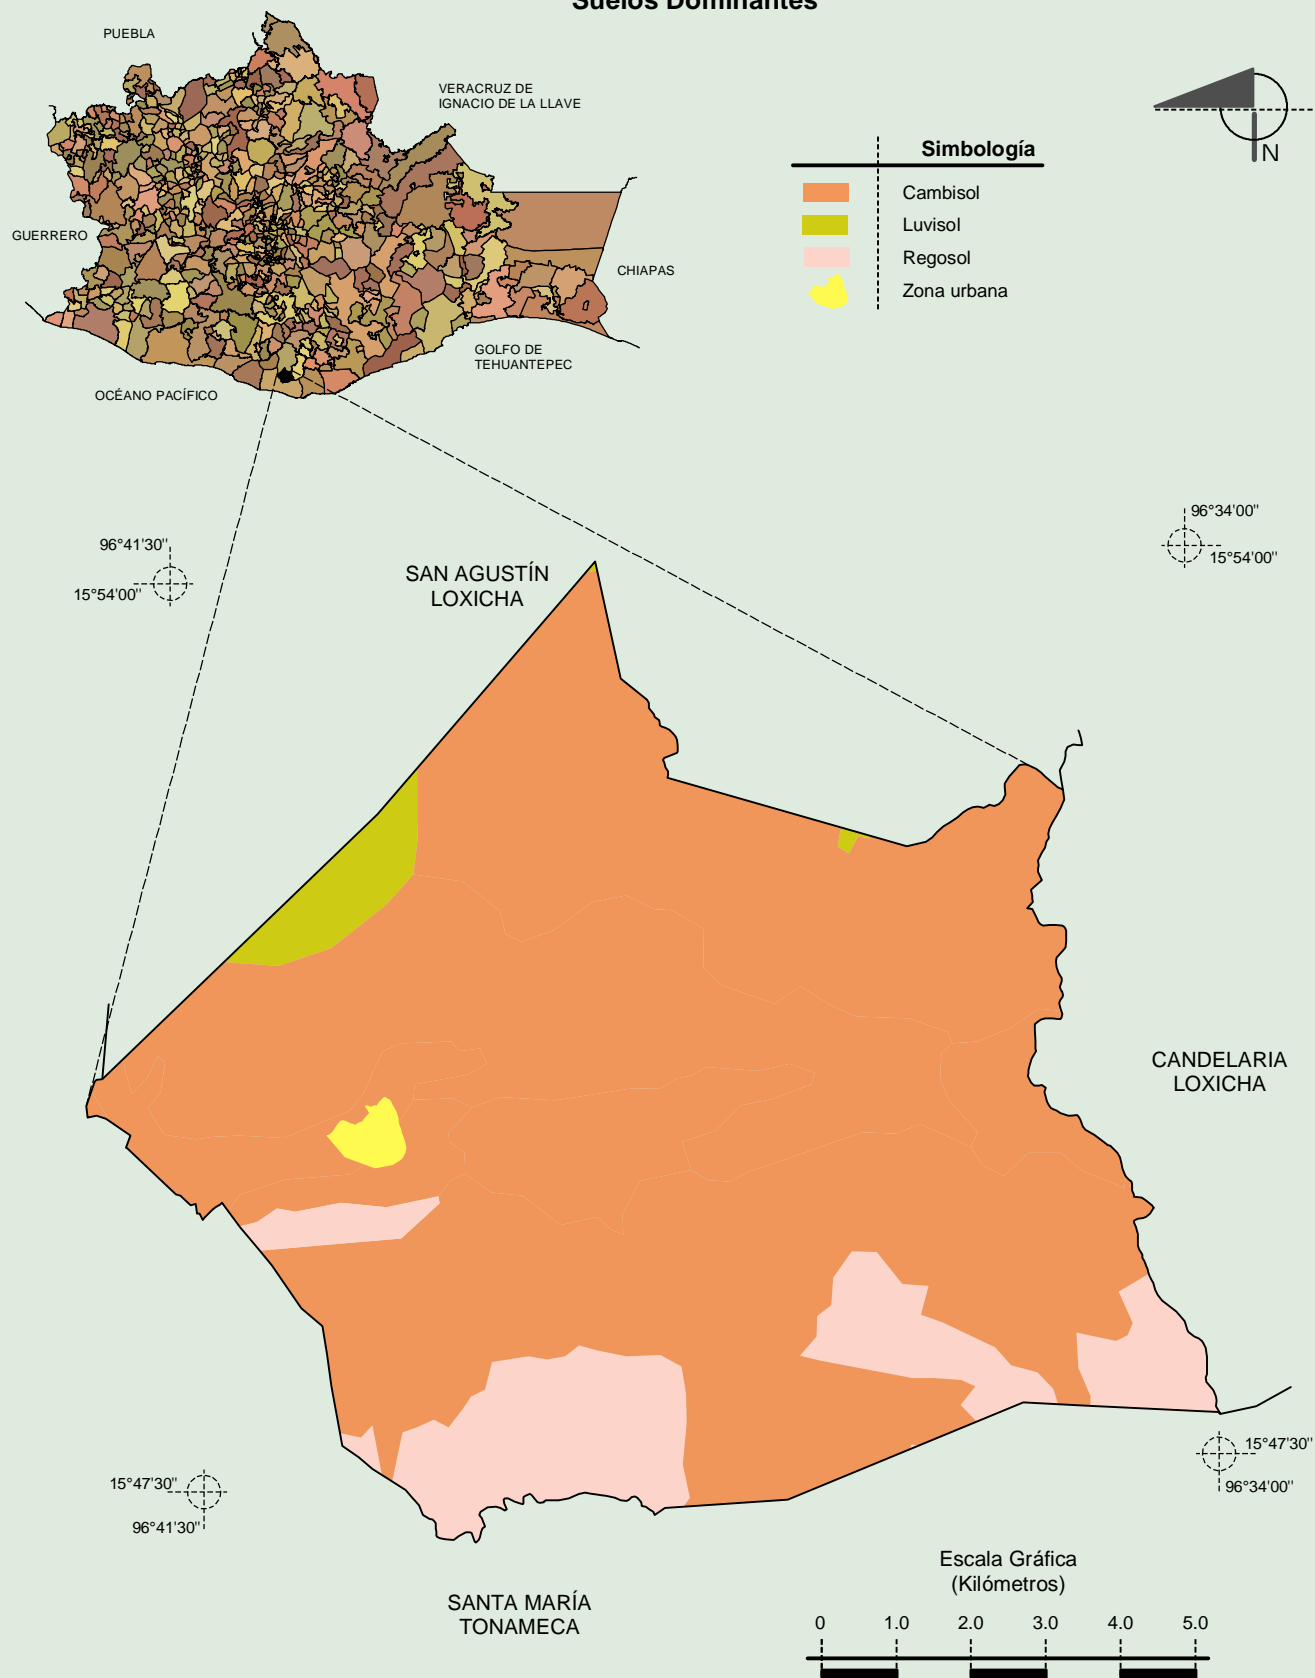 Suelos Dominantes
PUEBLA
VERACRUZ DE
IGNACIO DE LA LLAVE
GUERRERO
CHIAPAS
GOLFO DE
TEHUANTEPEC
OCÉANO PACÍFICO
N
Simbología
Cambisol
Luvisol
Regosol
Zona urbana
96°41'30"
15°54'00"
96°34'00"
15°54'00"
SAN AGUSTÍN
LOXICHA
CANDELARIA
LOXICHA
15°47'30"
96°41'30"
15°47'30"
96°34'00"
SANTA MARÍA
TONAMECA
Escala Gráfica
(Kilómetros)
0 1.0 2.0 3.0 4.0 5.0